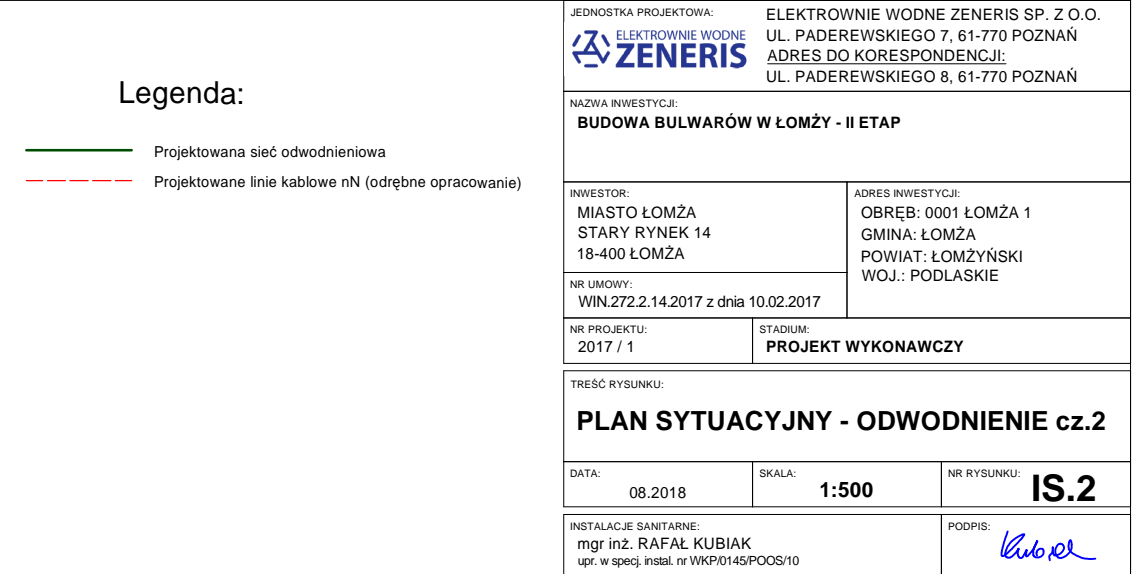 Legenda:
Projektowana sieć odwodnieniowa
Projektowane linie kablowe nN (odrębne opracowanie)
JEDNOSTKA PROJEKTOWA:
ELEKTROWNIE WODNE
ZENERIS
ELEKTROWNIE WODNE ZENERIS SP. Z O.O.
UL. PADEREWSKIEGO 7, 61-770 POZNAŃ
ADRES DO KORESPONDENCJI:
UL. PADEREWSKIEGO 8, 61-770 POZNAŃ
NAZWA INWESTYCJI:
BUDOWA BULWARÓW W ŁOMŻY - II ETAP
INWESTOR:
MIASTO ŁOMŻA
STARY RYNEK 14
18-400 ŁOMŻA
ADRES INWESTYCJI:
OBRĘB: 0001 ŁOMŻA 1
GMINA: ŁOMŻA
POWIAT: ŁOMŻYŃSKI
WOJ.: PODLASKIE
NR UMOWY:
WIN.272.2.14.2017 z dnia 10.02.2017
NR PROJEKTU:
2017 / 1
STADIUM:
PROJEKT WYKONAWCZY
TREŚĆ RYSUNKU:
PLAN SYTUACYJNY - ODWODNIENIE cz.2
DATA:
08.2018
SKALA:
1:500
NR RYSUNKU:
IS.2
INSTALACJE SANITARNE:
mgr inż. RAFAŁ KUBIAK
upr. w specj. instal. nr WKP/0145/POOS/10
PODPIS: